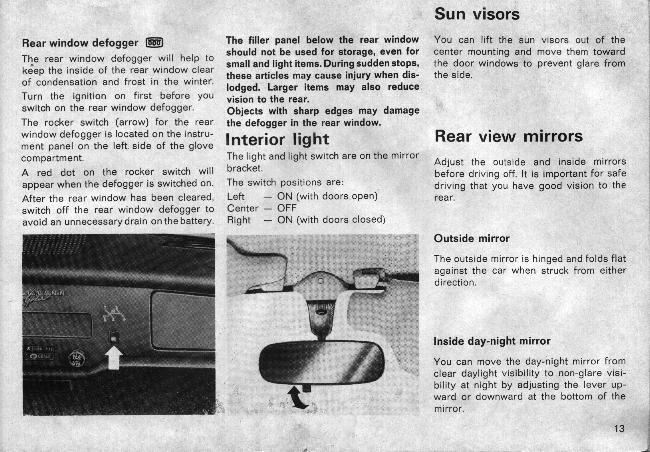 Rear window defogger
The rear window defogger will help to
keep the inside of the rear window clear
of condensation and frost in the winter.
Turn the ignition on first before you
switch on the rear window defogger.
The rocker switch (arrow) for the rear
window defogger is located on the instru-
ment panel on the left side of the glove
compartment.
A red dot on the rocker switch will
appear when the defogger is switched on.
After the rear window has been cleared,
switch off the rear window defogger to
avoid an unnecessary drain on the battery.
The filler panel below the rear window
should not be used for storage, even for
small and light items. During sudden stops,
these articles may cause injury when dis-
lodged. Larger items may also reduce
vision to the rear.
Objects with sharp edges may damage
the defogger in the rear window.
Interior light
The light and light switch are on the mirror
bracket.
The switch positions are:
Left — ON (with doors open)
Center — OFF
Right — ON (with doors closed)
Sun visors
You can lift the sun visors out of the
center mounting and move them toward
the door windows to prevent glare from
the side.
Rear view mirrors
Adjust the outside and inside mirrors
before driving off. It is important for safe
driving that you have good vision to the
rear.
Outside mirror
The outside mirror is hinged and folds flat
against the car when struck from either
direction.
Inside day-night mirror
You can move the day-night mirror from
clear daylight visibility to non-glare visi-
bility at night by adjusting the lever up-
ward or downward at the bottom of the
mirror.
13